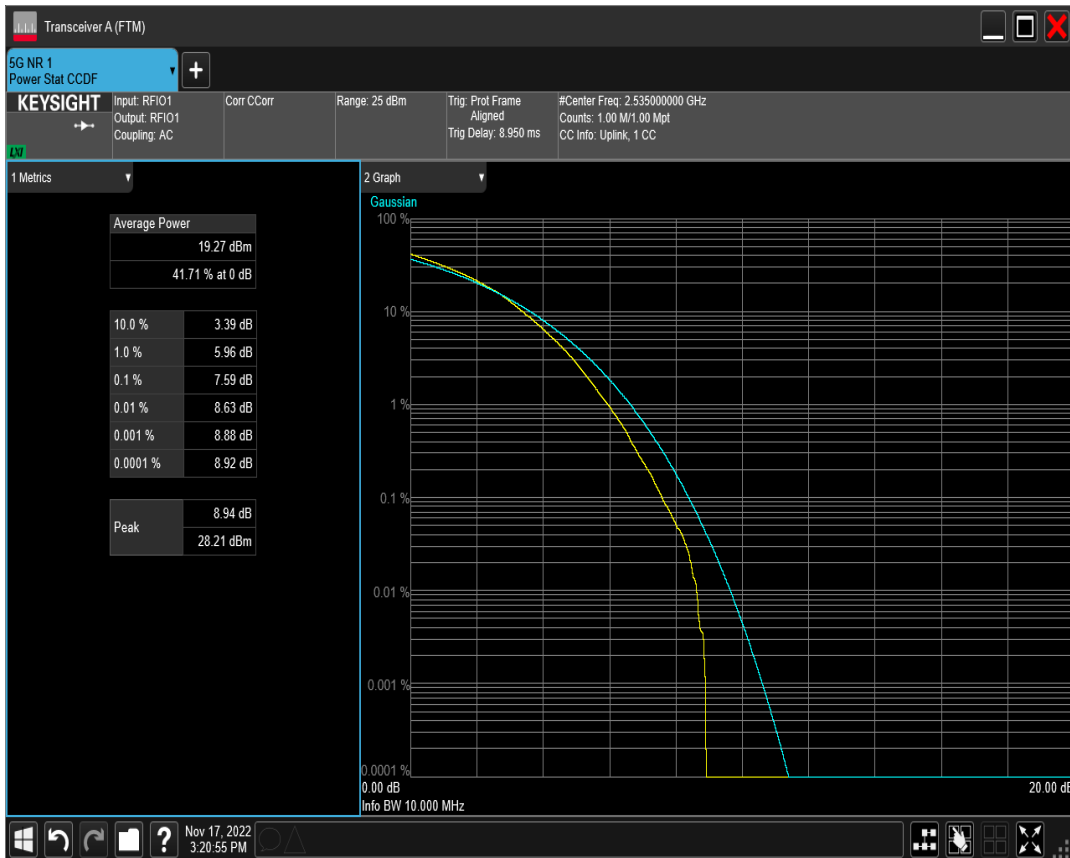 Transceiver A (FTM)
5G NR 1
Power Stat CCDF
+
KEYSIGHT
LXI
Input: RFIO1
Output: RFIO1
Coupling: AC
Corr CCorr
Range: 25 dBm
Trig: Prot Frame
Aligned
Trig Delay: 8.950 ms
#Center Freq: 2.535000000 GHz
Counts: 1.00 M/1.00 Mpt
CC Info: Uplink, 1 CC
1 Metrics
Average Power
19.27 dBm
41.71 % at 0 dB
10.0 % 3.39 dB
1.0 % 5.96 dB
0.1 % 7.59 dB
0.01 % 8.63 dB
0.001 % 8.88 dB
0.0001 % 8.92 dB
Peak
8.94 dB
28.21 dBm
2 Graph
Gaussian
100 %
10 %
1 %
0.1 %
0.01 %
0.001 %
0.0001 %
0.00 dB
20.00 dB
Info BW 10.000 MHz
?
Nov 17, 2022
3:20:55 PM